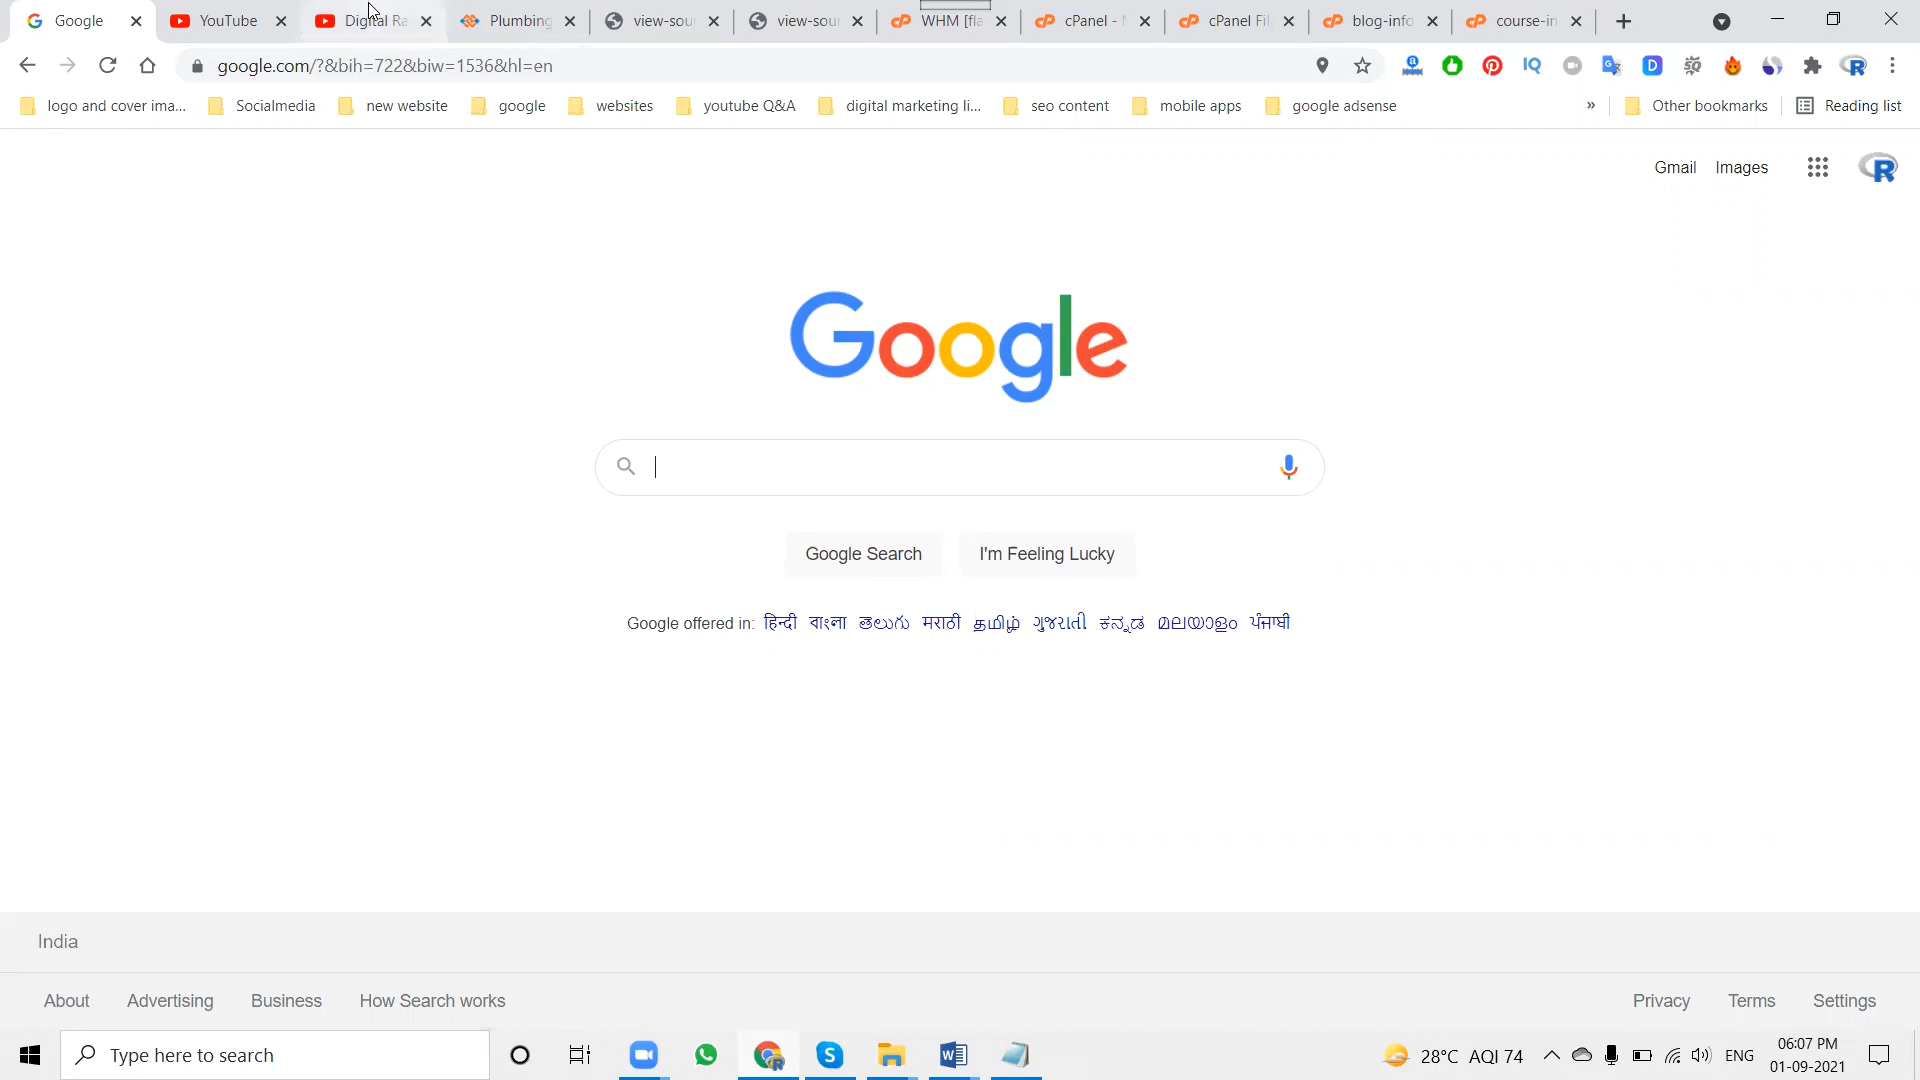 Google
YouTube
Digital Ra
Plumbing
view-sour
view-sour
WHM [fla
cPanel -
cPanel Fil
blog-info
course-in
google.com/?&bih=722&biw=1536&hl=en
logo and cover ima...
Socialmedia
new website
google
websites
youtube Q&A
digital marketing li...
seo content
mobile apps
google adsense
»
Other bookmarks
Reading list
Gmail
Images
Google
Google Search
I'm Feeling Lucky
Google offered in: हिन्दी বাংলা తెలుగు मराठी தமிழ் ગુજરાતી ಕನ್ನಡ മലയാളം ਪੰਜਾਬੀ
India
About
Advertising
Business
How Search works
Privacy
Terms
Settings
Type here to search
28°C AQI 74
ENG
06:07 PM
01-09-2021